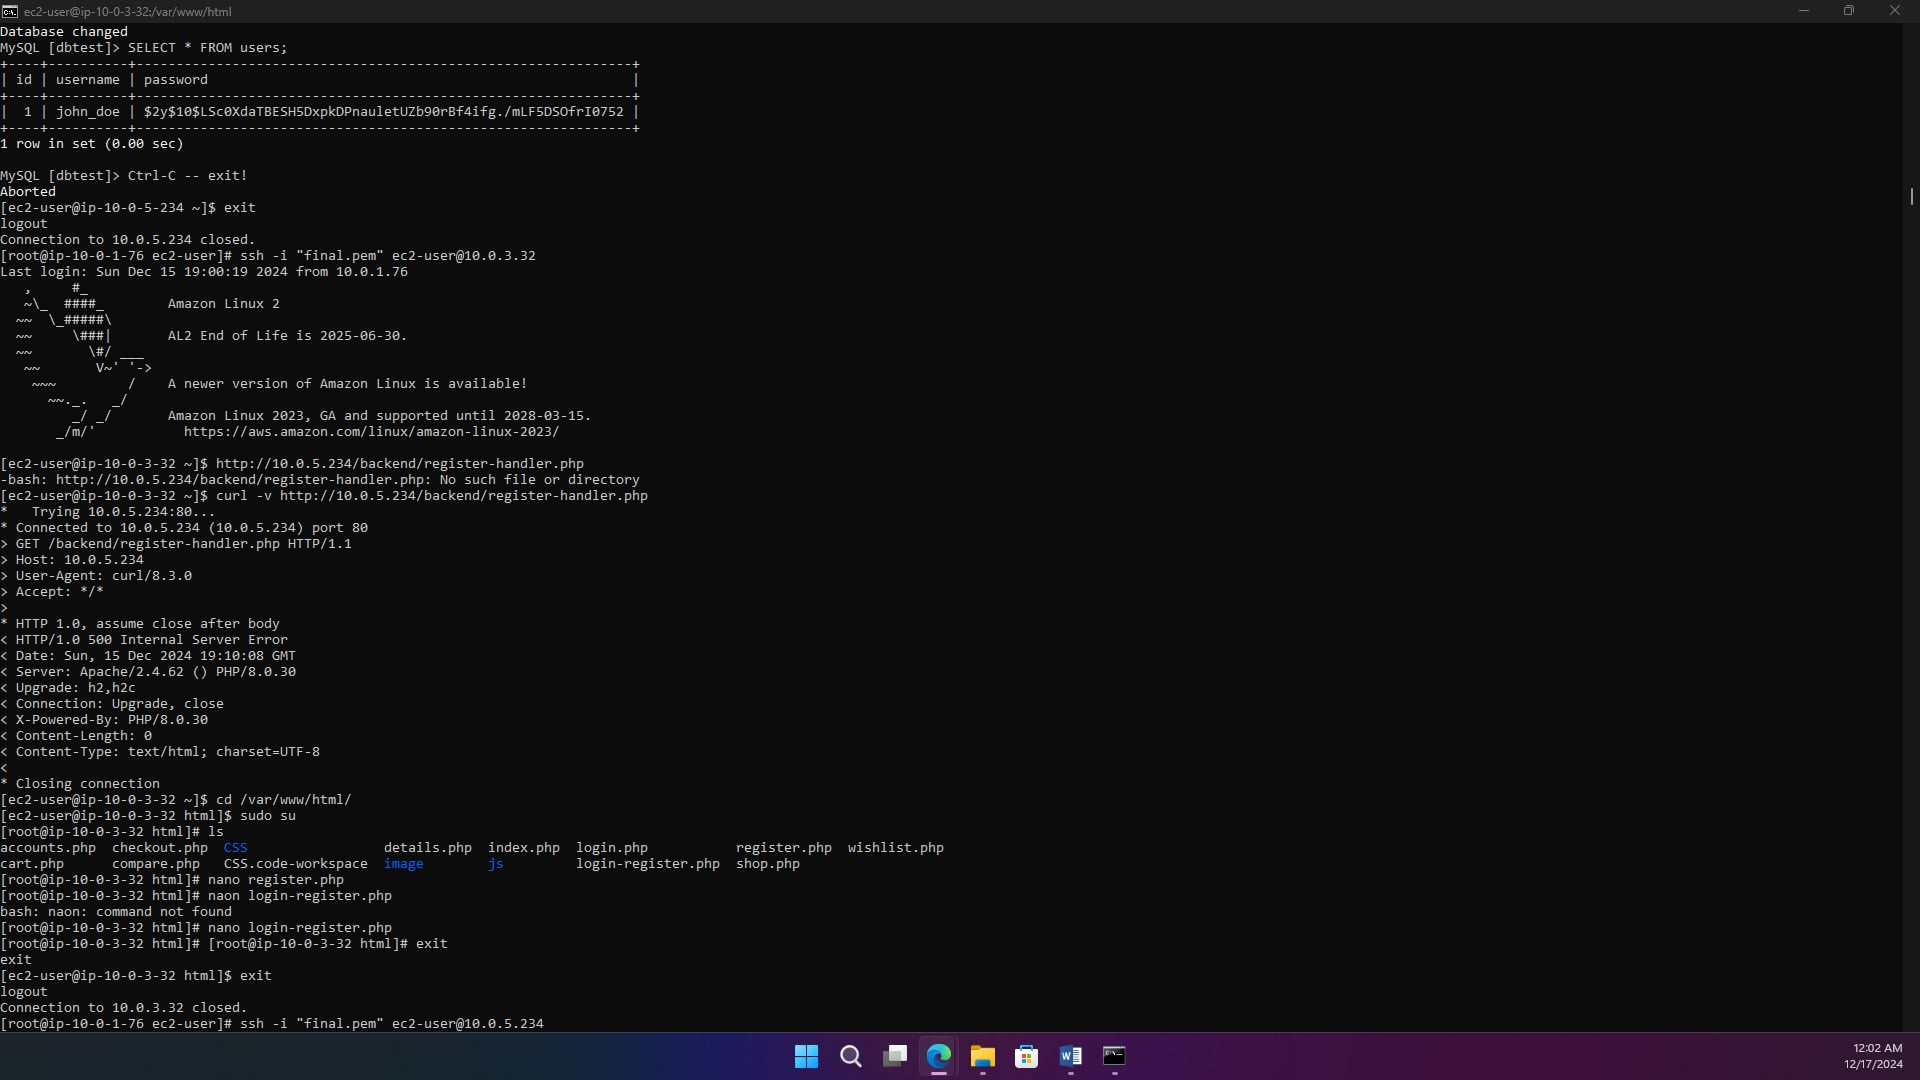 ec2-user@ip-10-0-3-32:/var/www/html
Database changed
MySQL [dbtest]> SELECT * FROM users;
+----+----------+--------------------------------------------------------------+
| id | username | password                                                     |
+----+----------+--------------------------------------------------------------+
|  1 | john_doe | $2y$10$LSc0XdaTBESH5DxpkDPnauletUZb90rBf4ifg./mLF5DSOfrI0752 |
+----+----------+--------------------------------------------------------------+
1 row in set (0.00 sec)
MySQL [dbtest]> Ctrl-C -- exit!
Aborted
[ec2-user@ip-10-0-5-234 ~]$ exit
logout
Connection to 10.0.5.234 closed.
[root@ip-10-0-1-76 ec2-user]# ssh -i "final.pem" ec2-user@10.0.3.32
Last login: Sun Dec 15 19:00:19 2024 from 10.0.1.76
   ,     #_
   ~\_  ####_        Amazon Linux 2
  ~~  \_#####\
  ~~     \###|       AL2 End of Life is 2025-06-30.
  ~~       \#/ ___
   ~~       V~' '->
    ~~~         /    A newer version of Amazon Linux is available!
      ~~._.   _/
         _/ _/       Amazon Linux 2023, GA and supported until 2028-03-15.
       _/m/'           https://aws.amazon.com/linux/amazon-linux-2023/
[ec2-user@ip-10-0-3-32 ~]$ http://10.0.5.234/backend/register-handler.php
-bash: http://10.0.5.234/backend/register-handler.php: No such file or directory
[ec2-user@ip-10-0-3-32 ~]$ curl -v http://10.0.5.234/backend/register-handler.php
*   Trying 10.0.5.234:80...
* Connected to 10.0.5.234 (10.0.5.234) port 80
> GET /backend/register-handler.php HTTP/1.1
> Host: 10.0.5.234
> User-Agent: curl/8.3.0
> Accept: */*
>
* HTTP 1.0, assume close after body
< HTTP/1.0 500 Internal Server Error
< Date: Sun, 15 Dec 2024 19:10:08 GMT
< Server: Apache/2.4.62 () PHP/8.0.30
< Upgrade: h2,h2c
< Connection: Upgrade, close
< X-Powered-By: PHP/8.0.30
< Content-Length: 0
< Content-Type: text/html; charset=UTF-8
<
* Closing connection
[ec2-user@ip-10-0-3-32 ~]$ cd /var/www/html/
[ec2-user@ip-10-0-3-32 html]$ sudo su
[root@ip-10-0-3-32 html]# ls
accounts.php  checkout.php  CSS                 details.php  index.php  login.php           register.php  wishlist.php
cart.php      compare.php   CSS.code-workspace  image        js         login-register.php  shop.php
[root@ip-10-0-3-32 html]# nano register.php
[root@ip-10-0-3-32 html]# naon login-register.php
bash: naon: command not found
[root@ip-10-0-3-32 html]# nano login-register.php
[root@ip-10-0-3-32 html]# [root@ip-10-0-3-32 html]# exit
exit
[ec2-user@ip-10-0-3-32 html]$ exit
logout
Connection to 10.0.3.32 closed.
[root@ip-10-0-1-76 ec2-user]# ssh -i "final.pem" ec2-user@10.0.5.234
12:02 AM
12/17/2024